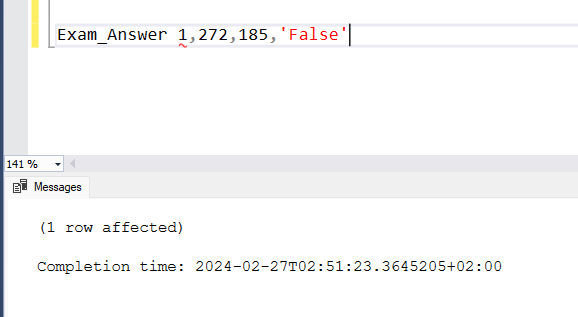 Exam_Answer 1,272,185,'False'
141 %
Messages
(1 row affected)
Completion time: 2024-02-27T02:51:23.3645205+02:00